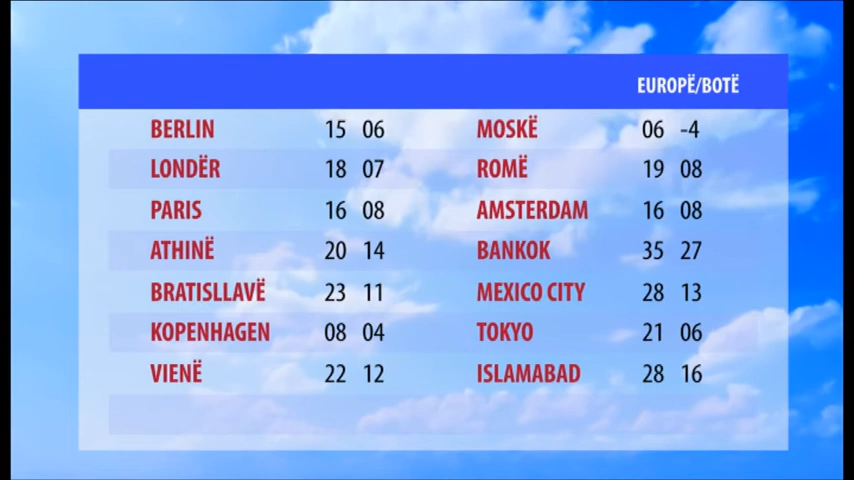 EUROPË/BOTË
BERLIN 15 06 MOSKË 06 -4
LONDËR 18 07 ROMË 19 08
PARIS 16 08 AMSTERDAM 16 08
ATHINË 20 14 BANKOK 35 27
BRATISLLAVË 23 11 MEXICO CITY 28 13
KOPENHAGEN 08 04 TOKYO 21 06
VIENË 22 12 ISLAMABAD 28 16